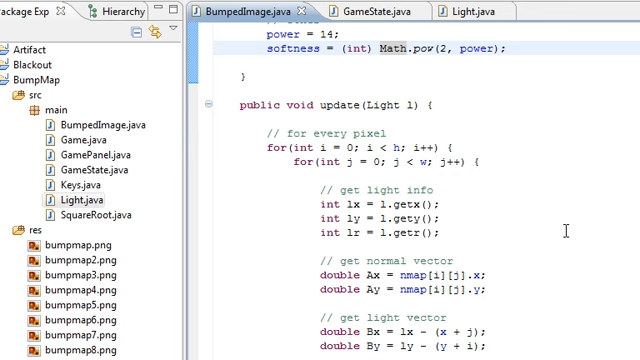 Package Exp
Hierarchy
BumpedImage.java
GameState.java
Light.java
Artifact
Blackout
BumpMap
src
main
BumpedImage.java
Game.java
GamePanel.java
GameState.java
Keys.java
Light.java
SquareRoot.java
res
bumpmap.png
bumpmap2.png
bumpmap3.png
bumpmap4.png
bumpmap5.png
bumpmap6.png
bumpmap7.png
bumpmap8.png
power = 14;
softness = (int) Math.pow(2, power);
}
public void update(Light l) {
// for every pixel
for(int i = 0; i < h; i++) {
for(int j = 0; j < w; j++) {
// get light info
int lx = l.getx();
int ly = l.gety();
int lr = l.getr();
// get normal vector
double Ax = nmap[i][j].x;
double Ay = nmap[i][j].y;
// get light vector
double Bx = lx - (x + j);
double By = ly - (y + i);